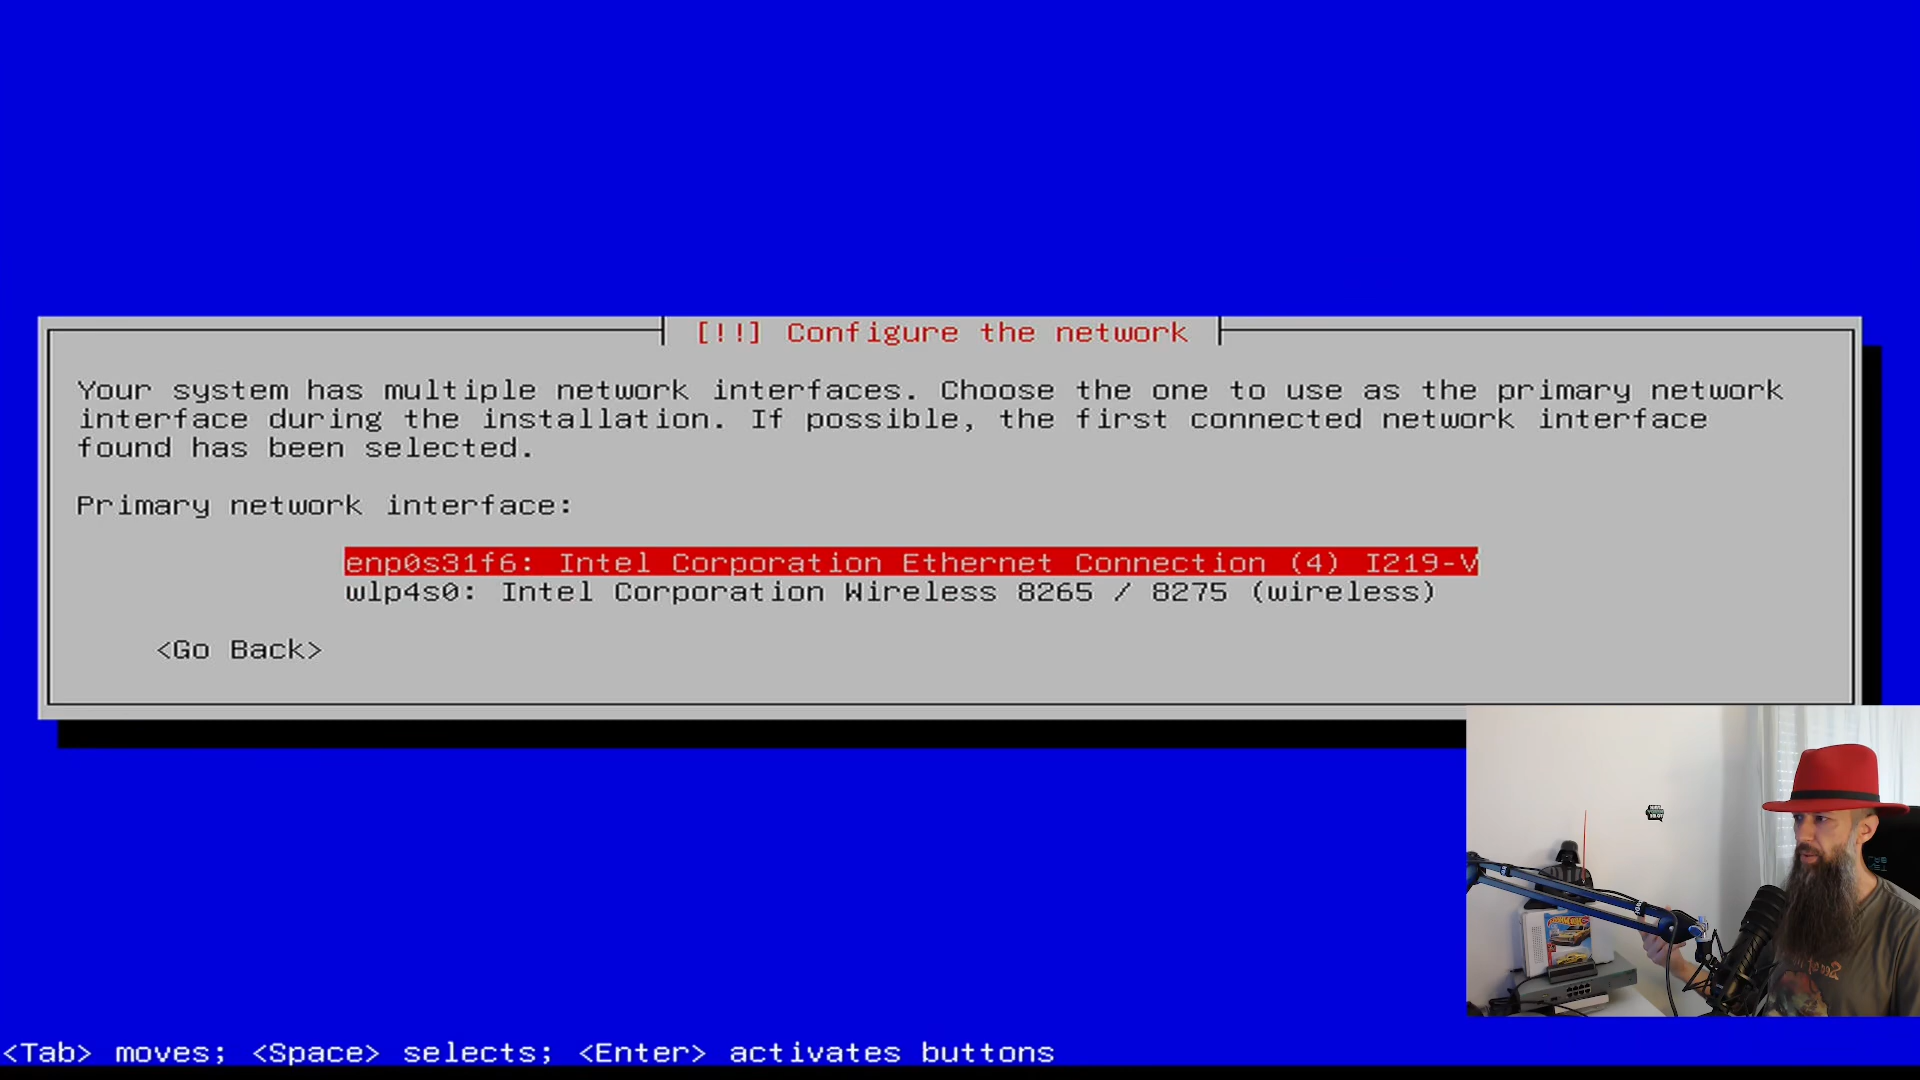 [!!] Configure the network
Your system has multiple network interfaces. Choose the one to use as the primary network
interface during the installation. If possible, the first connected network interface
found has been selected.
Primary network interface:
enp0s31f6: Intel Corporation Ethernet Connection (4) I219-V
wlp4s0: Intel Corporation Wireless 8265 / 8275 (wireless)
<Go Back>
<Tab> moves; <Space> selects; <Enter> activates buttons